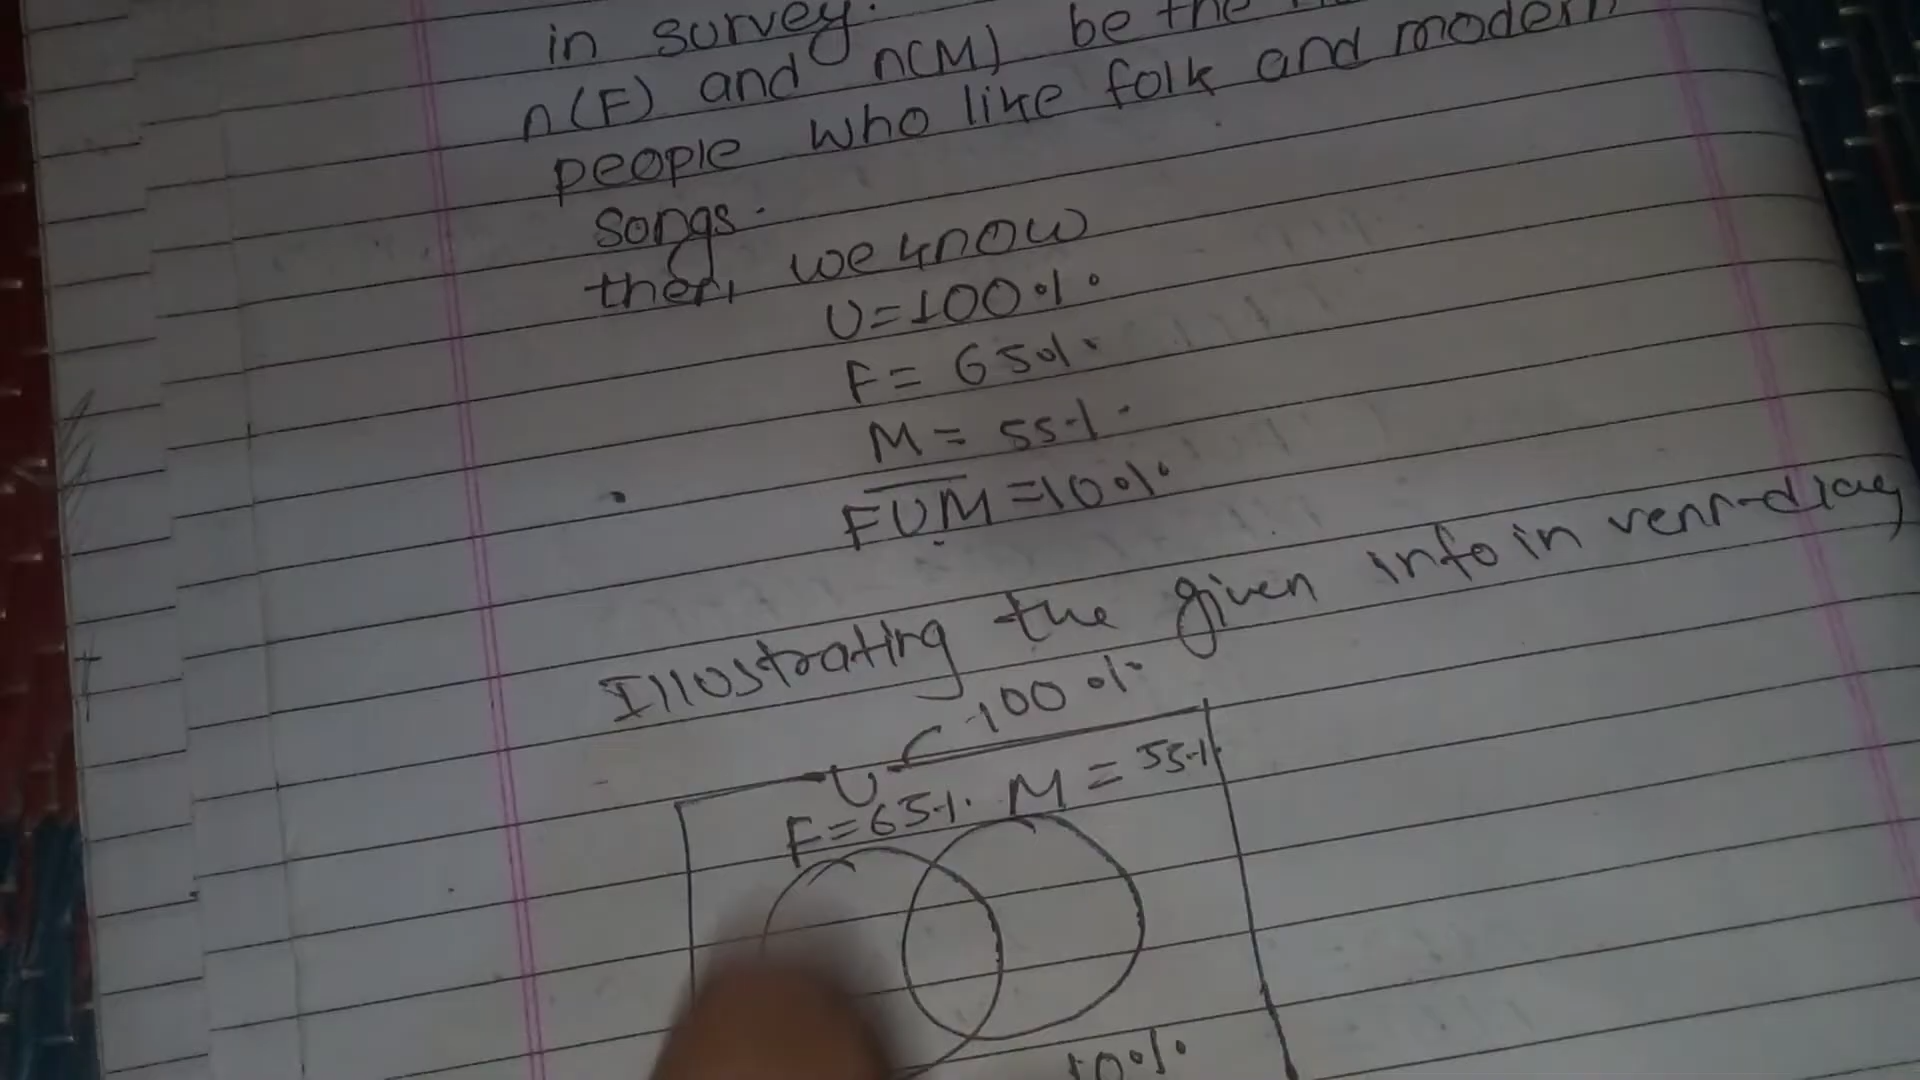 in survey.
n(F) and n(M) be the
people who like folk and modern
songs.
then, we know
U=100%
F= 65%
M = 55%
F∪M̅ =10%
Illustrating the given info in venn-diag
100%
U
F=65% M = 55%
10%